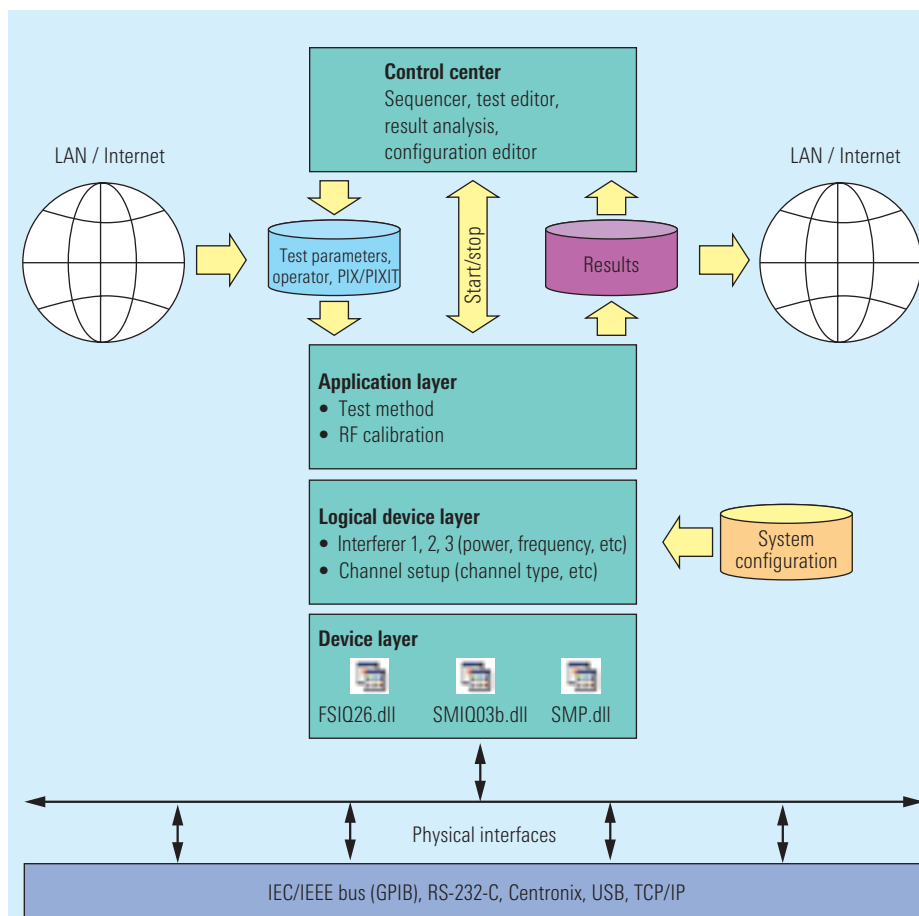 Control center
Sequencer, test editor,
result analysis,
configuration editor
LAN / Internet
LAN / Internet
Test parameters,
operator, PIX/PIXIT
Start/stop
Results
Application layer
• Test method
• RF calibration
Logical device layer
• Interferer 1, 2, 3 (power, frequency, etc)
• Channel setup (channel type, etc)
System
configuration
Device layer
FSIQ26.dll
SMIQ03b.dll
SMP.dll
Physical interfaces
IEC/IEEE bus (GPIB), RS-232-C, Centronix, USB, TCP/IP